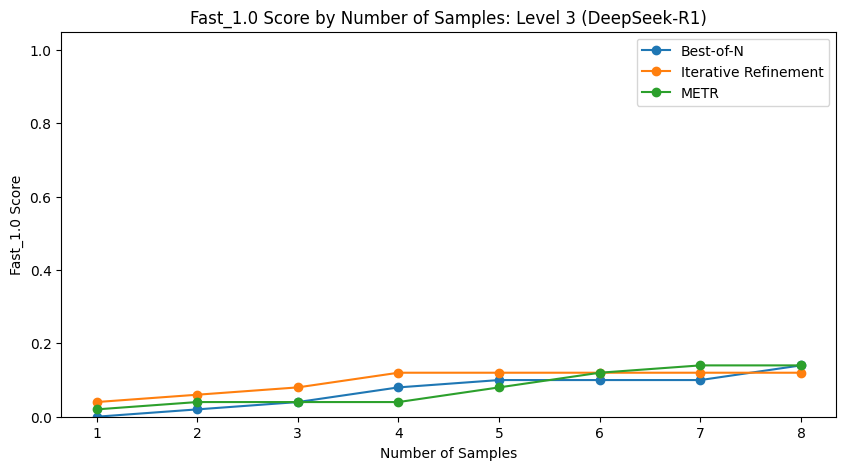 Fast_1.0 Score by Number of Samples: Level 3 (DeepSeek-R1)
Best-of-N
Iterative Refinement
METR
Fast_1.0 Score
1.0
0.8
0.6
0.4
0.2
0.0
1 2 3 4 5 6 7 8
Number of Samples